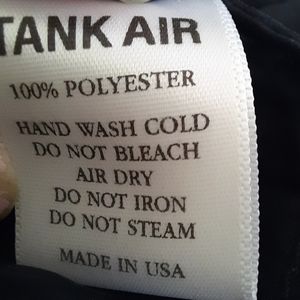 TANK AIR
100% POLYESTER
HAND WASH COLD
DO NOT BLEACH
AIR DRY
DO NOT IRON
DO NOT STEAM
MADE IN USA